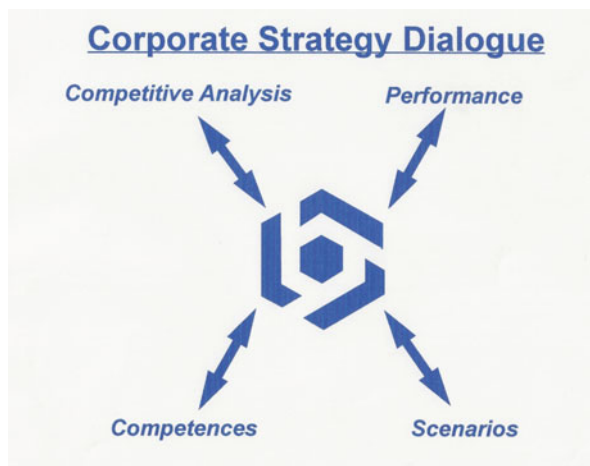 Corporate Strategy Dialogue
Competitive Analysis
Performance
Competences
Scenarios